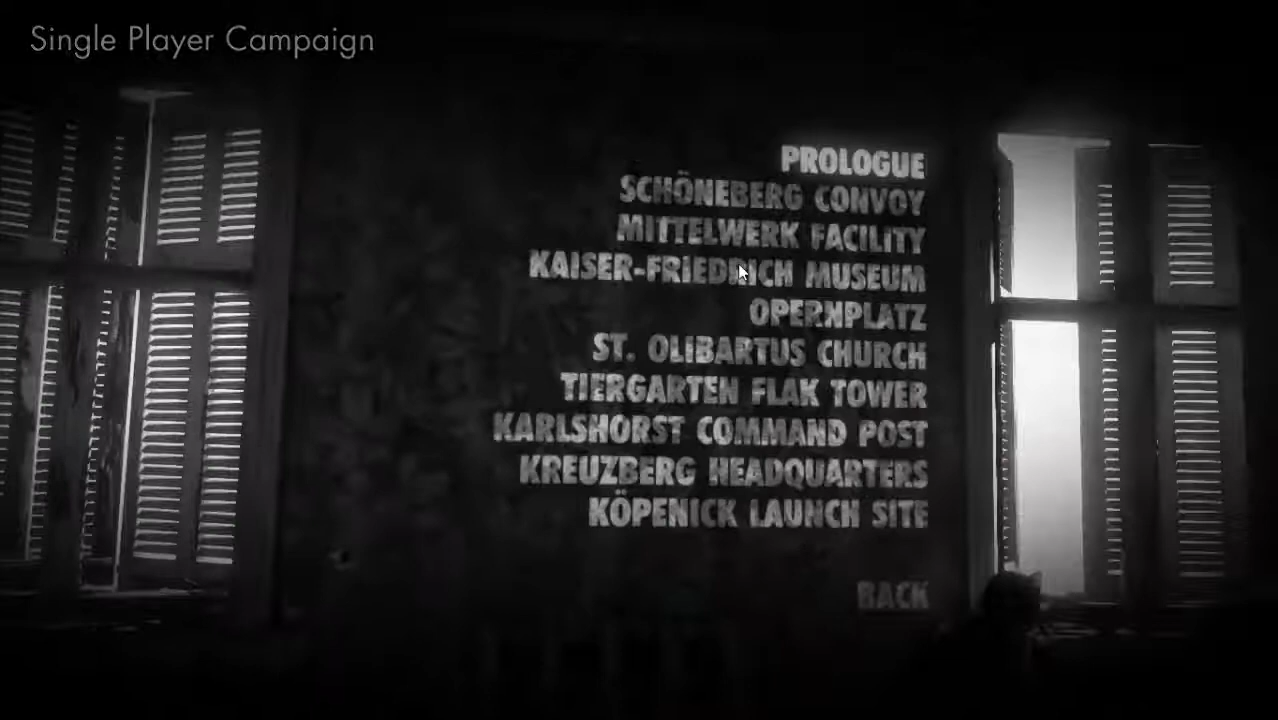 Single Player Campaign
PROLOGUE
SCHÖNEBERG CONVOY
MITTELWERK FACILITY
KAISER-FRIEDRICH MUSEUM
OPERNPLATZ
ST. OLIBARTUS CHURCH
TIERGARTEN FLAK TOWER
KARLSHORST COMMAND POST
KREUZBERG HEADQUARTERS
KÖPENICK LAUNCH SITE
BACK